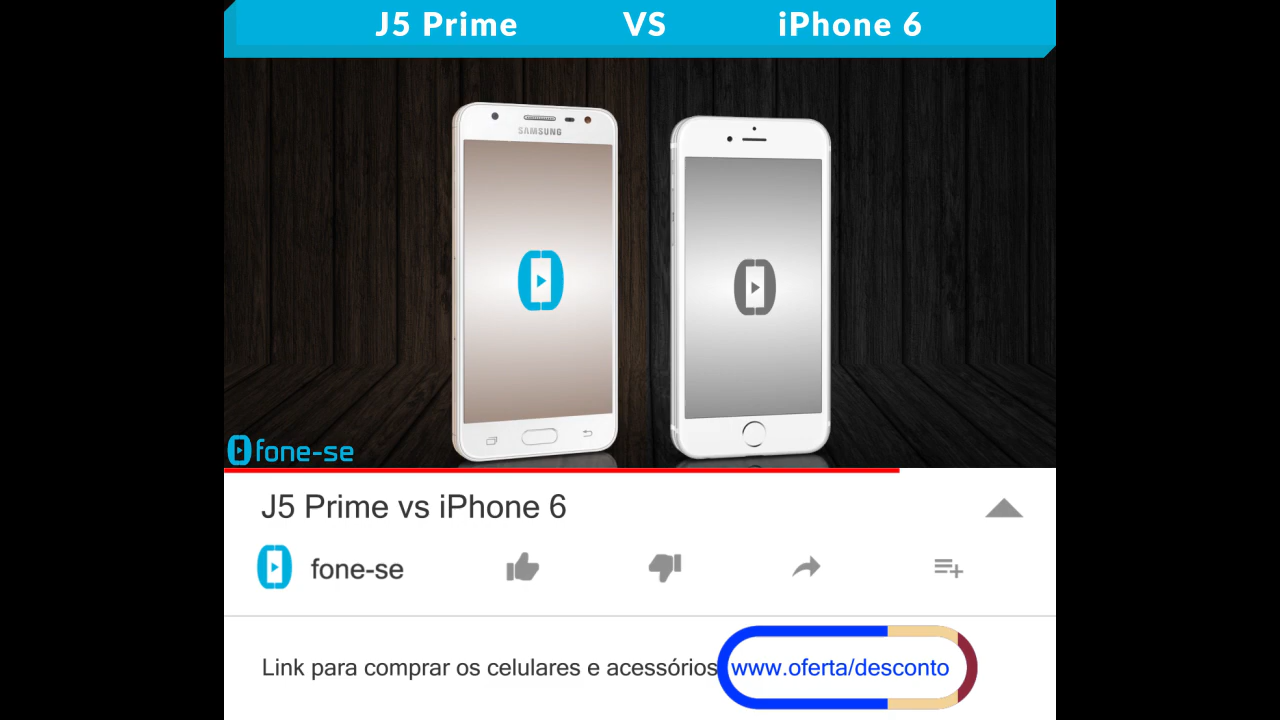 J5 Prime VS iPhone 6
SAMSUNG
fone-se
J5 Prime vs iPhone 6
fone-se
Link para comprar os celulares e acessórios www.oferta/desconto